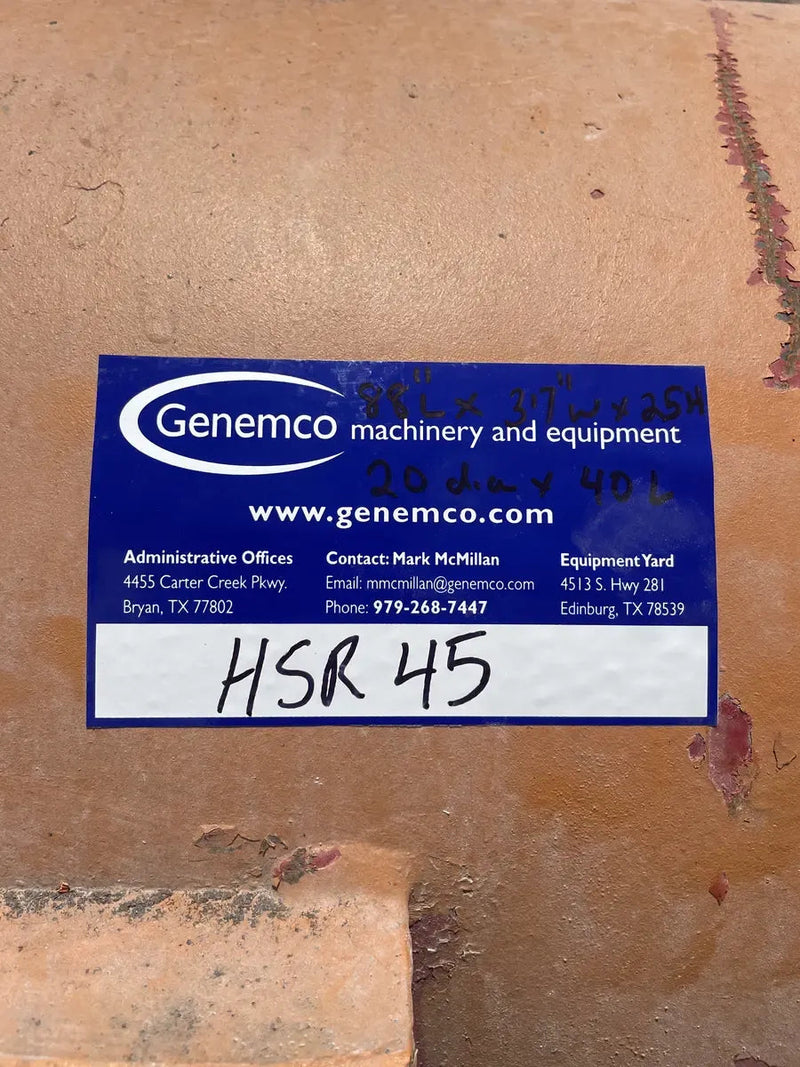 88" L x 37" W x 25H
Genemco machinery and equipment
20 dia x 40 L
www.genemco.com
Administrative Offices
4455 Carter Creek Pkwy.
Bryan, TX 77802
Contact: Mark McMillan
Email: mmcmillan@genemco.com
Phone: 979-268-7447
Equipment Yard
4513 S. Hwy 281
Edinburg, TX 78539
HSR 45